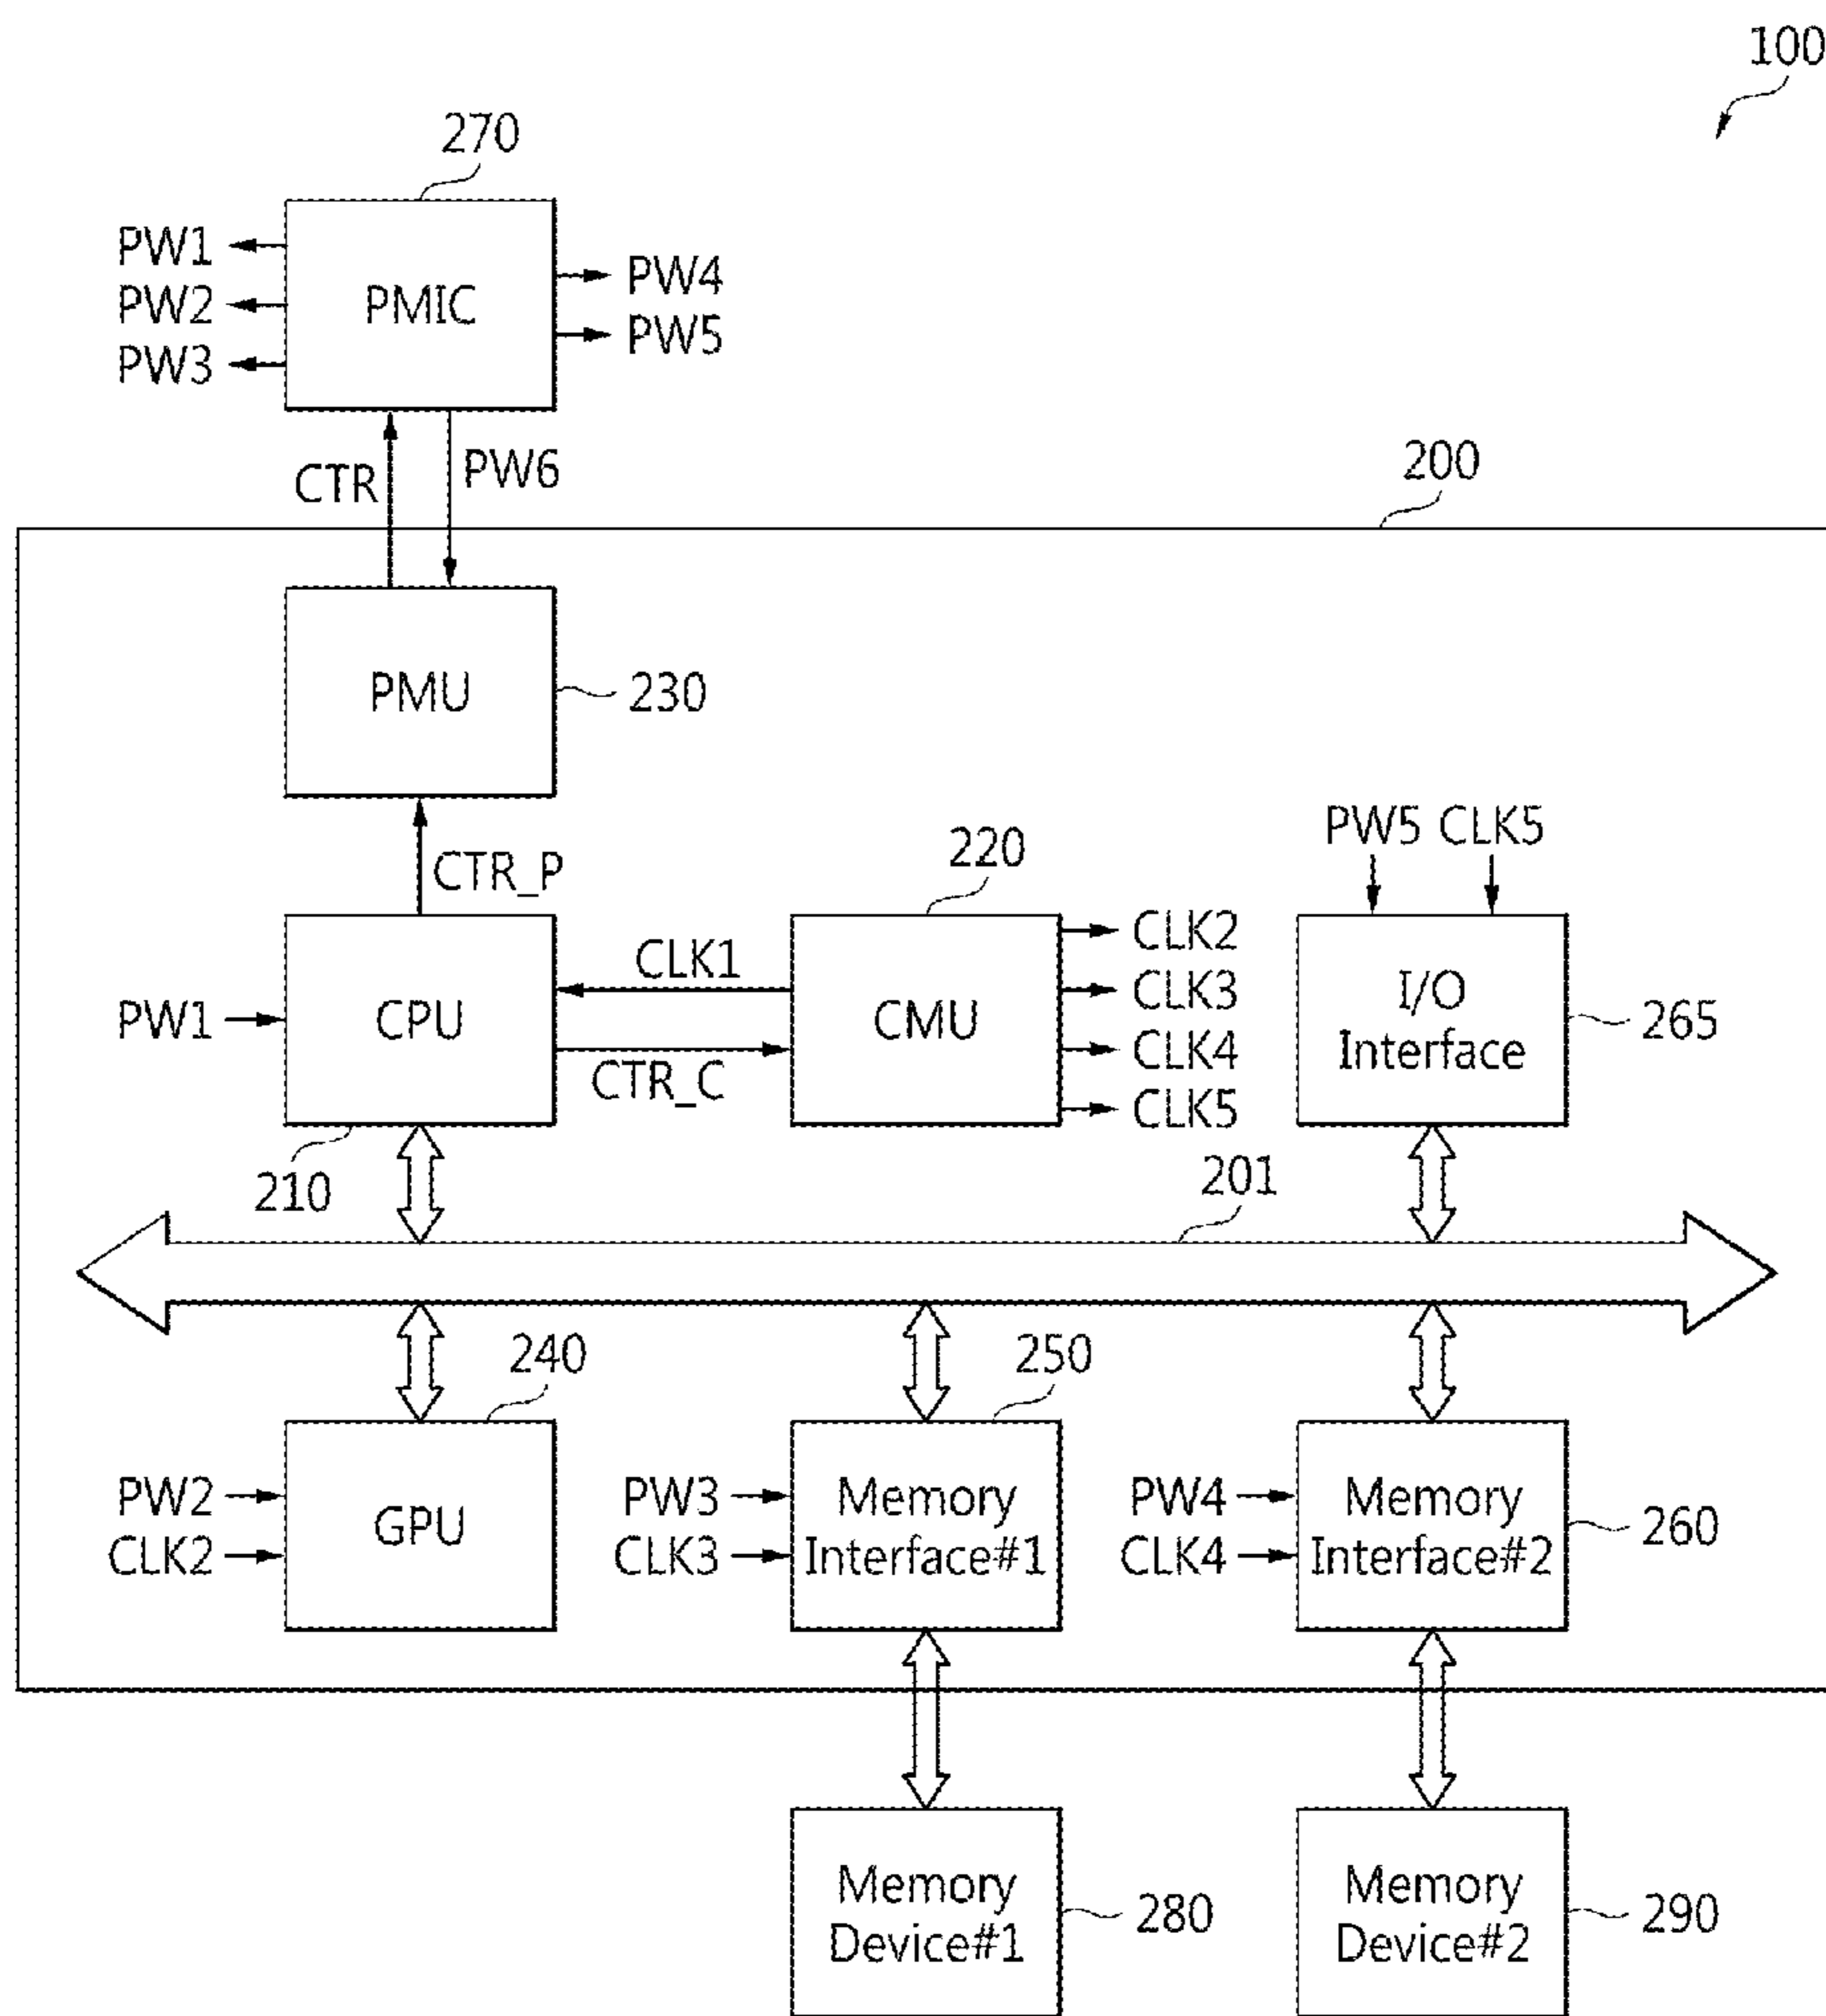 100
270
PW1
PW2
PW3
PMIC
PW4
PW5
CTR
PW6
200
PMU
230
CTR_P
220
PW5 CLK5
PW1
CPU
CLK1
CTR_C
CMU
CLK2
CLK3
CLK4
CLK5
I/O
Interface
265
210
201
240
250
PW2
CLK2
GPU
PW3
CLK3
Memory
Interface#1
PW4
CLK4
Memory
Interface#2
260
Memory
Device#1
280
Memory
Device#2
290